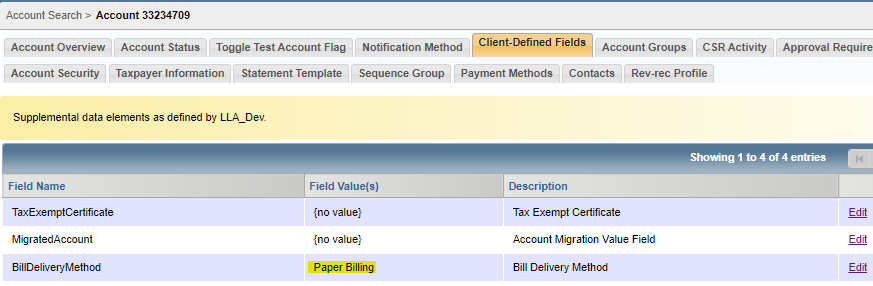 Account Search > Account 33234709
Account Overview Account Status Toggle Test Account Flag Notification Method Client-Defined Fields Account Groups CSR Activity Approval Require
Account Security Taxpayer Information Statement Template Sequence Group Payment Methods Contacts Rev-rec Profile
Supplemental data elements as defined by LLA_Dev.
Showing 1 to 4 of 4 entries
Field Name Field Value(s) Description
TaxExemptCertificate {no value} Tax Exempt Certificate Edit
MigratedAccount {no value} Account Migration Value Field Edit
BillDeliveryMethod Paper Billing Bill Delivery Method Edit